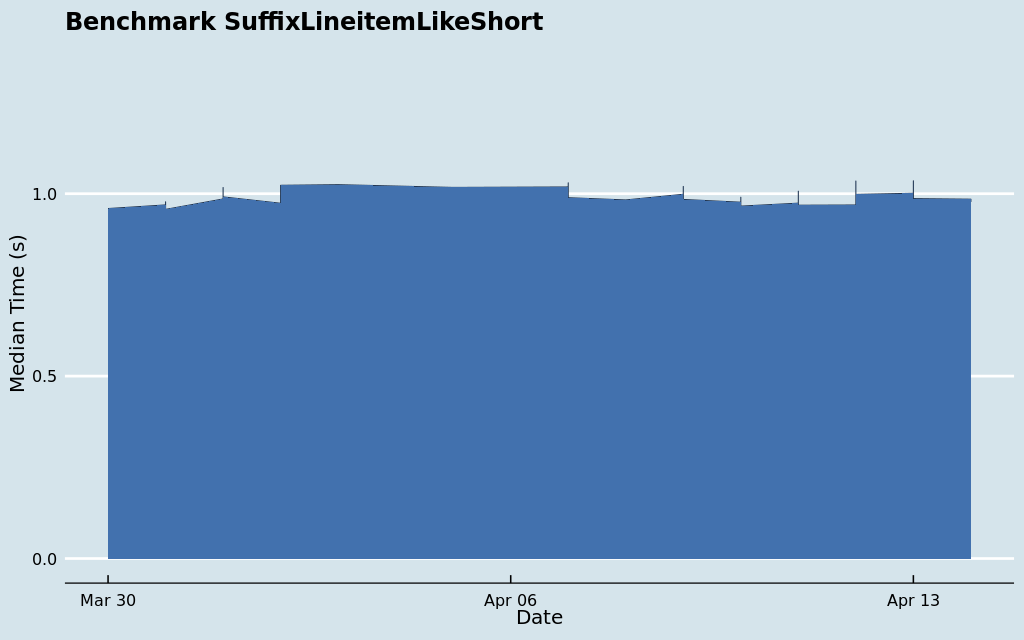 Benchmark SuffixLineitemLikeShort
1.0
0.5
0.0
Median Time (s)
Mar 30
Apr 06
Apr 13
Date